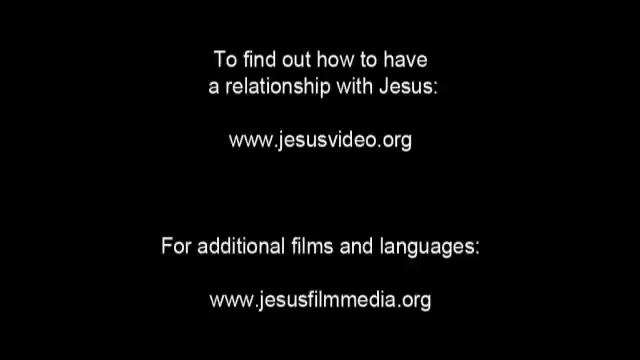 To find out how to have
a relationship with Jesus:
www.jesusvideo.org
For additional films and languages:
www.jesusfilmmedia.org